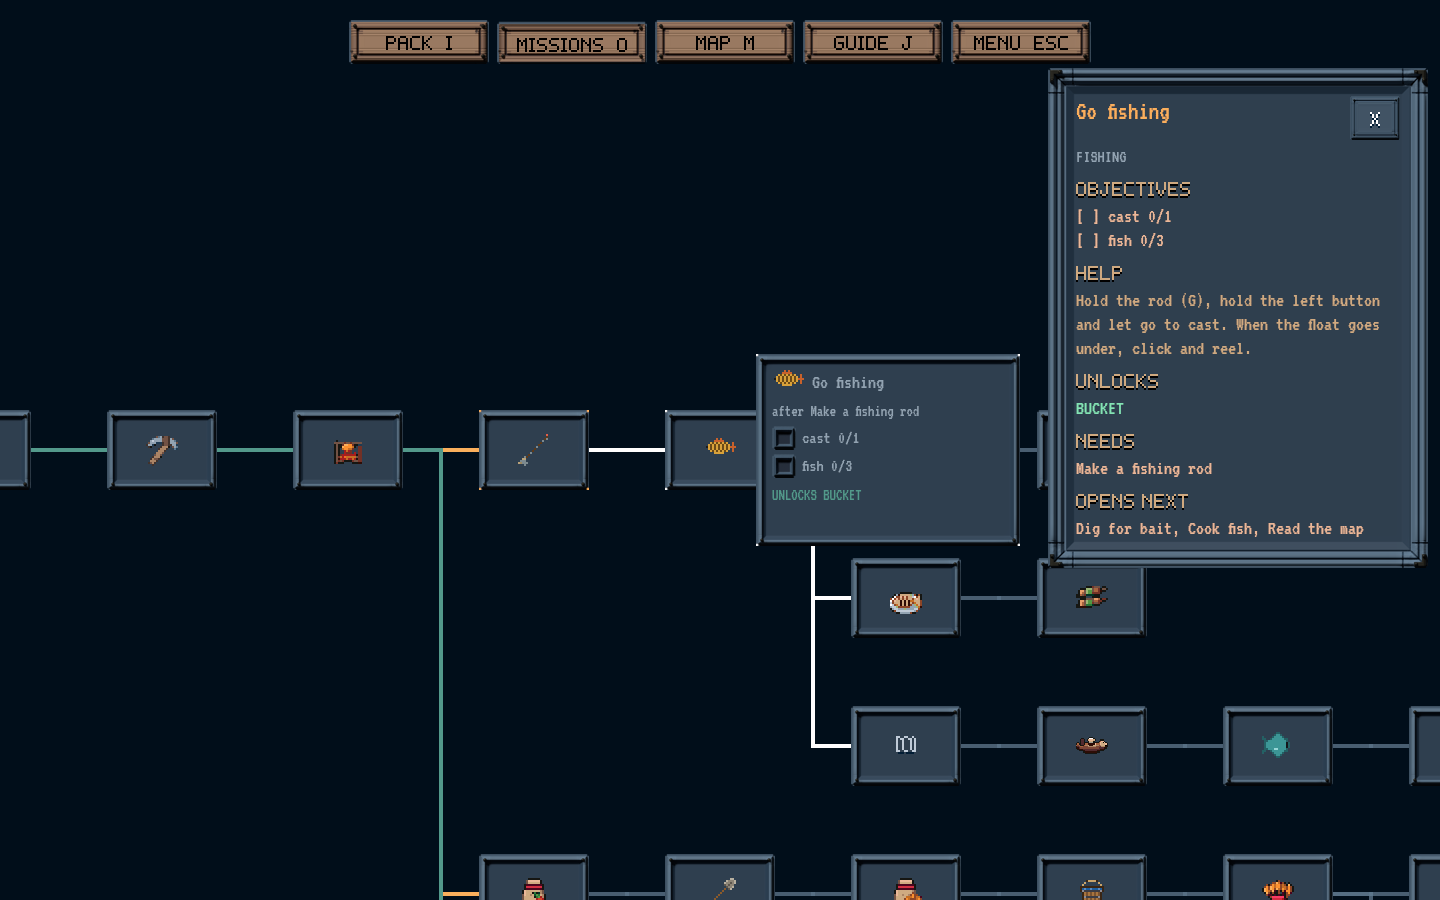 PACK I
MISSIONS O
MAP M
GUIDE J
MENU ESC
Go fishing
X
FISHING
OBJECTIVES
[ ] cast 0/1
[ ] fish 0/3
HELP
Hold the rod (G), hold the left button
and let go to cast. When the float goes
under, click and reel.
UNLOCKS
BUCKET
NEEDS
Make a fishing rod
OPENS NEXT
Dig for bait, Cook fish, Read the map
Go fishing
after Make a fishing rod
cast 0/1
fish 0/3
UNLOCKS BUCKET